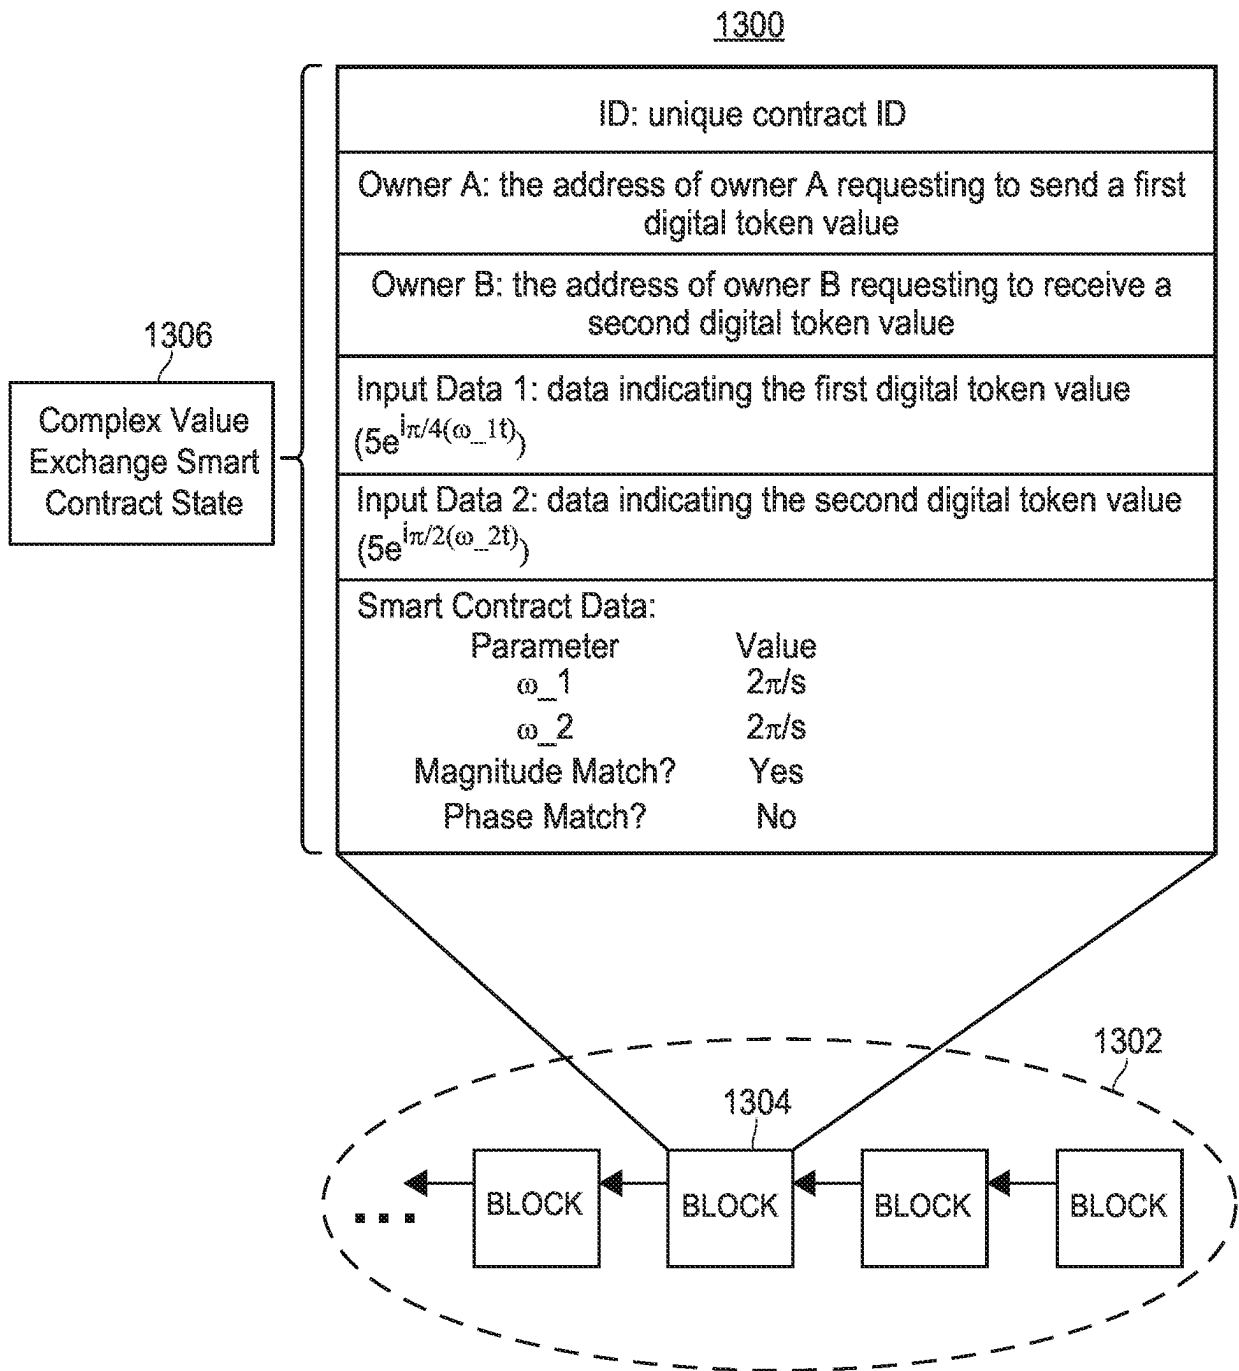 1300
ID: unique contract ID
Owner A: the address of owner A requesting to send a first
digital token value
Owner B: the address of owner B requesting to receive a
second digital token value
1306
Complex Value
Exchange Smart
Contract State
Input Data 1: data indicating the first digital token value
(5e^iπ/4(ω_1t))
Input Data 2: data indicating the second digital token value
(5e^iπ/2(ω_2t))
Smart Contract Data:
Parameter Value
ω_1 2π/s
ω_2 2π/s
Magnitude Match? Yes
Phase Match? No
1302
1304
... BLOCK BLOCK BLOCK BLOCK